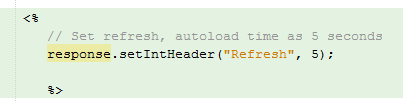 <%
// Set refresh, autoload time as 5 seconds
response.setIntHeader("Refresh", 5);
%>